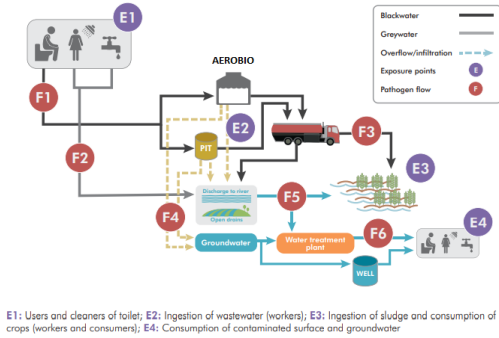 E1
Blackwater
Greywater
Overflow/infiltration
Exposure points E
Pathogen flow F
AEROBIO
F1
E2
F3
F2
PIT
E3
Discharge to river
F5
F4
Open drains
E4
Groundwater
Water treatment
plant
F6
WELL
E1: Users and cleaners of toilet; E2: Ingestion of wastewater (workers); E3: Ingestion of sludge and consumption of
crops (workers and consumers); E4: Consumption of contaminated surface and groundwater